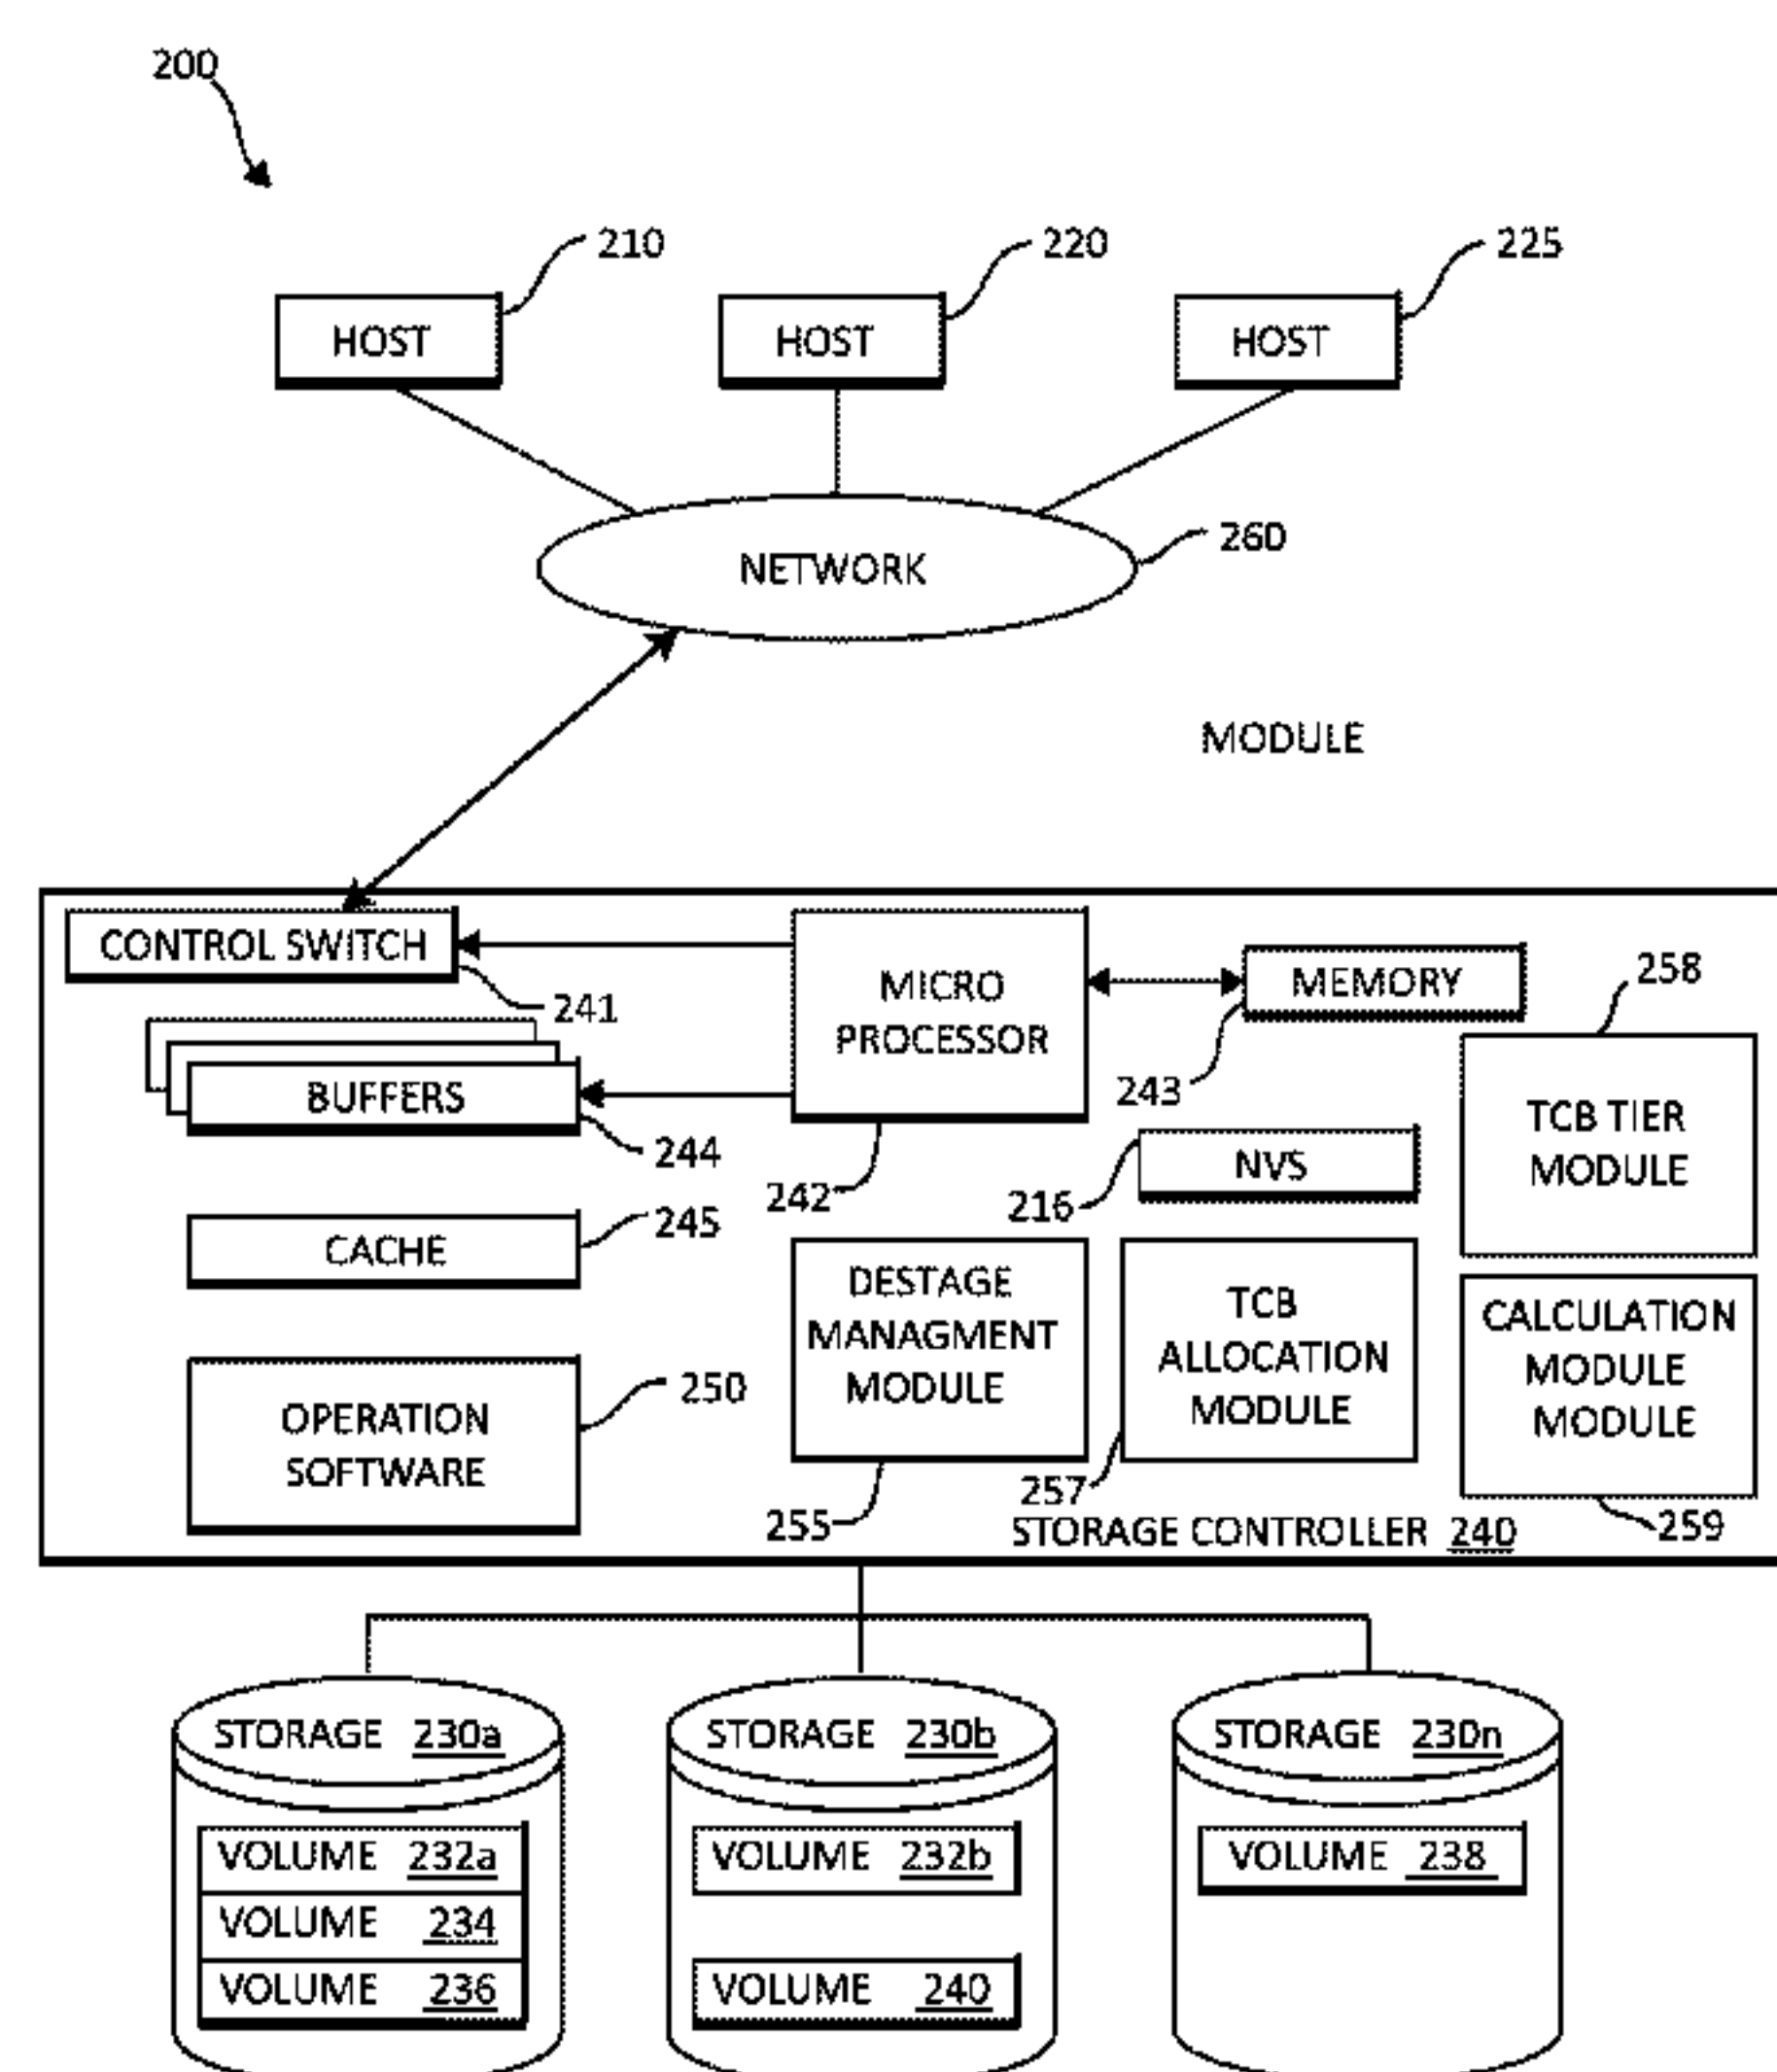 200
210
220
225
HOST
HOST
HOST
260
NETWORK
MODULE
CONTROL SWITCH
241
MICRO
PROCESSOR
242
MEMORY
243
258
BUFFERS
244
TCB TIER
MODULE
NVS
216
CACHE
245
DESTAGE
MANAGMENT
MODULE
255
TCB
ALLOCATION
MODULE
257
CALCULATION
MODULE
MODULE
259
OPERATION
SOFTWARE
250
STORAGE CONTROLLER 240
STORAGE 230a
VOLUME 232a
VOLUME 234
VOLUME 236
STORAGE 230b
VOLUME 232b
VOLUME 240
STORAGE 230n
VOLUME 238